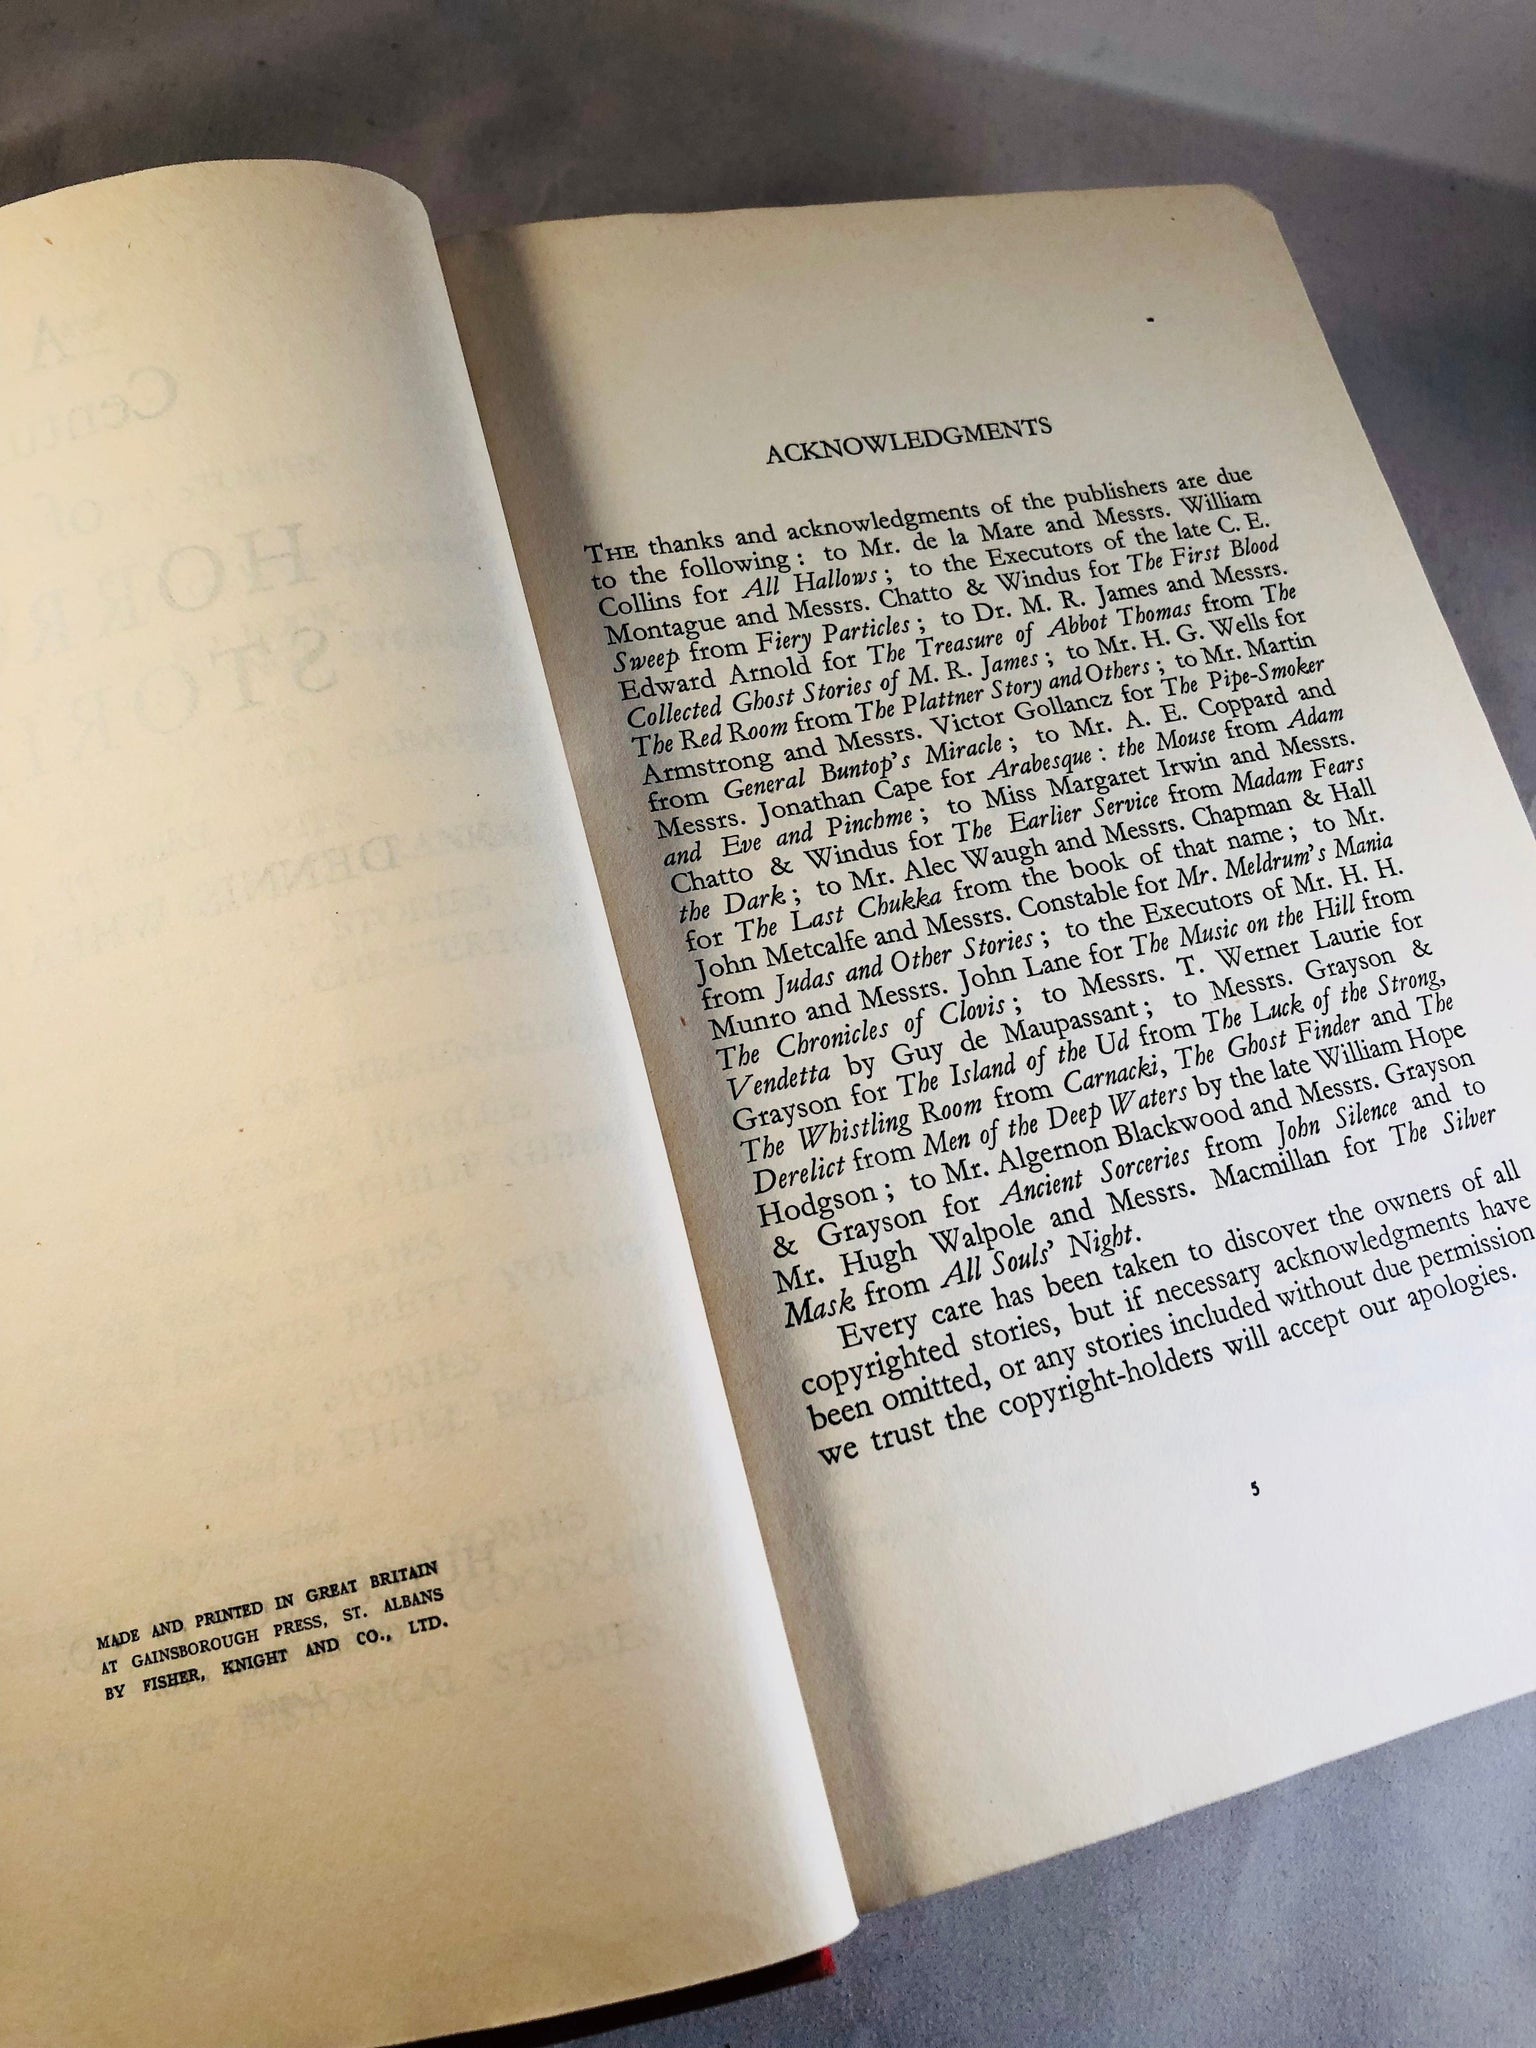 MADE AND PRINTED IN GREAT BRITAIN
AT GAINSBOROUGH PRESS, ST. ALBANS
BY FISHER, KNIGHT AND CO., LTD.
ACKNOWLEDGMENTS
THE thanks and acknowledgments of the publishers are due
to the following : to Mr. de la Mare and Messrs. William
Collins for All Hallows ; to the Executors of the late C. E.
Montague and Messrs. Chatto & Windus for The First Blood
Sweep from Fiery Particles ; to Dr. M. R. James and Messrs.
Edward Arnold for The Treasure of Abbot Thomas from The
Collected Ghost Stories of M. R. James ; to Mr. H. G. Wells for
The Red Room from The Plattner Story and Others ; to Mr. Martin
Armstrong and Messrs. Victor Gollancz for The Pipe-Smoker
from General Buntop's Miracle ; to Mr. A. E. Coppard and
Messrs. Jonathan Cape for Arabesque : the Mouse from Adam
and Eve and Pinchme ; to Miss Margaret Irwin and Messrs.
Chatto & Windus for The Earlier Service from Madam Fears
the Dark ; to Mr. Alec Waugh and Messrs. Chapman & Hall
for The Last Chukka from the book of that name ; to Mr.
John Metcalfe and Messrs. Constable for Mr. Meldrum's Mania
from Judas and Other Stories ; to the Executors of Mr. H. H.
Munro and Messrs. John Lane for The Music on the Hill from
The Chronicles of Clovis ; to Messrs. T. Werner Laurie for
Vendetta by Guy de Maupassant ; to Messrs. Grayson &
Grayson for The Island of the Ud from The Luck of the Strong,
The Whistling Room from Carnacki, The Ghost Finder and The
Derelict from Men of the Deep Waters by the late William Hope
Hodgson ; to Mr. Algernon Blackwood and Messrs. Grayson
& Grayson for Ancient Sorceries from John Silence and to
Mr. Hugh Walpole and Messrs. Macmillan for The Silver
Mask from All Souls' Night.
Every care has been taken to discover the owners of all
copyrighted stories, but if necessary acknowledgments have
been omitted, or any stories included without due permission
we trust the copyright-holders will accept our apologies.
5